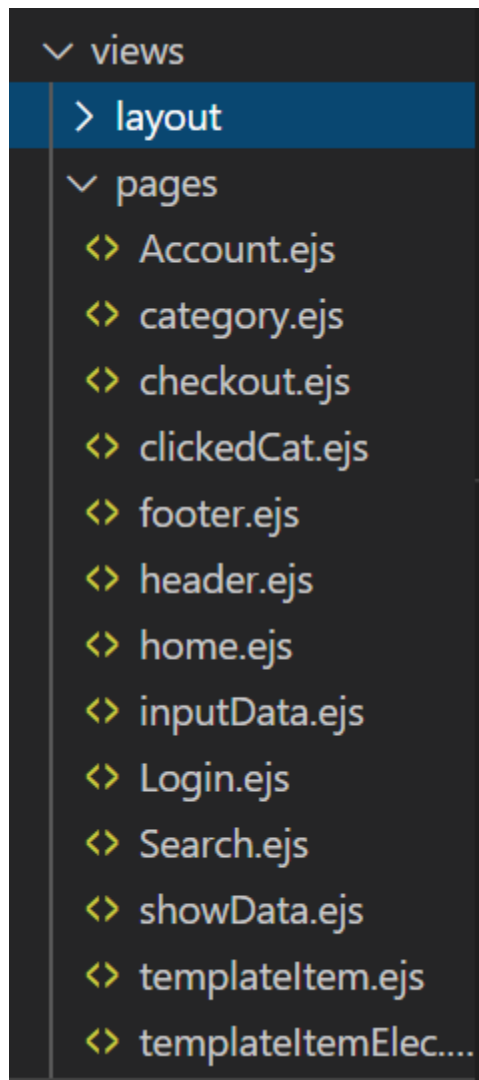 views
layout
pages
Account.ejs
category.ejs
checkout.ejs
clickedCat.ejs
footer.ejs
header.ejs
home.ejs
inputData.ejs
Login.ejs
Search.ejs
showData.ejs
templateItem.ejs
templateItemElec....